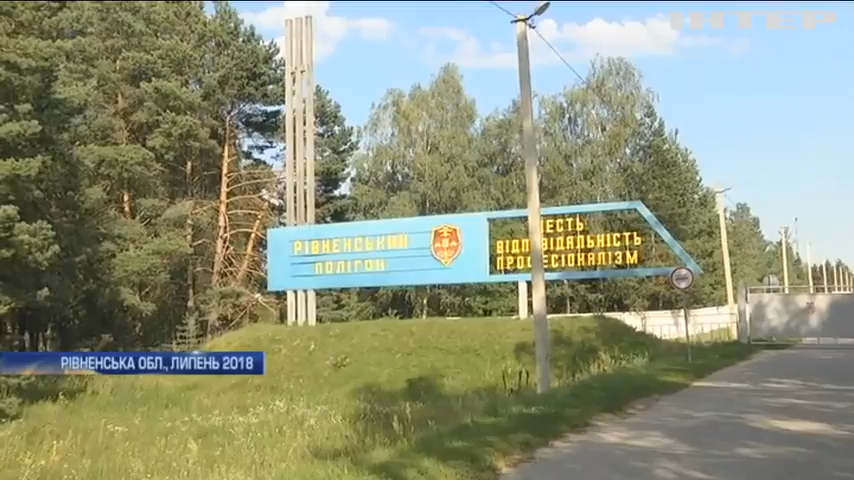 ІНТЕР
РІВНЕНСЬКИЙ
ПОЛІГОН
ЧЕСТЬ
ВІДПОВІДАЛЬНІСТЬ
ПРОФЕСІОНАЛІЗМ
РІВНЕНСЬКА ОБЛ., ЛИПЕНЬ 2018